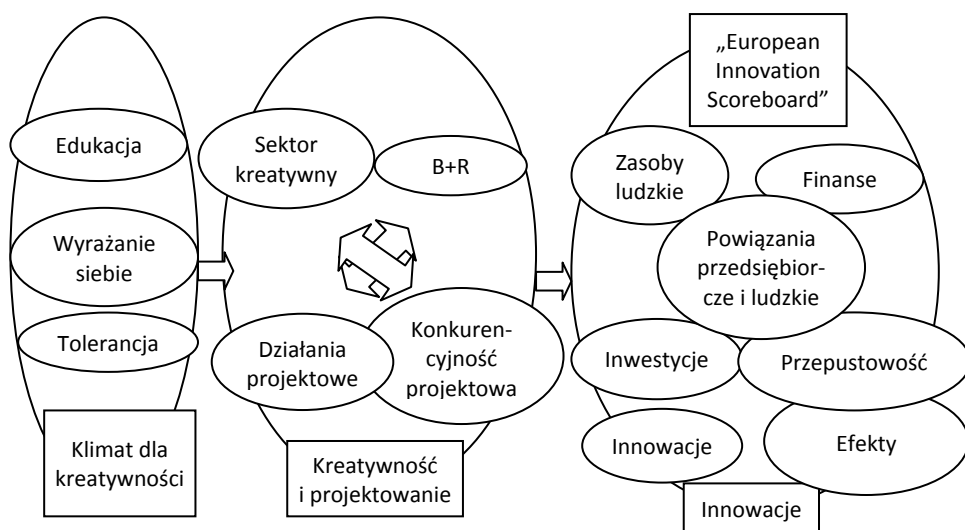 Edukacja
Wyrażanie
siebie
Tolerancja
Klimat dla
kreatywności
Sektor
kreatywny
B+R
Działania
projektowe
Konkuren-
cyjność
projektowa
Kreatywność
i projektowanie
„European
Innovation
Scoreboard”
Zasoby
ludzkie
Finanse
Powiązania
przedsiębior-
cze i ludzkie
Inwestycje
Przepustowość
Innowacje
Efekty
Innowacje